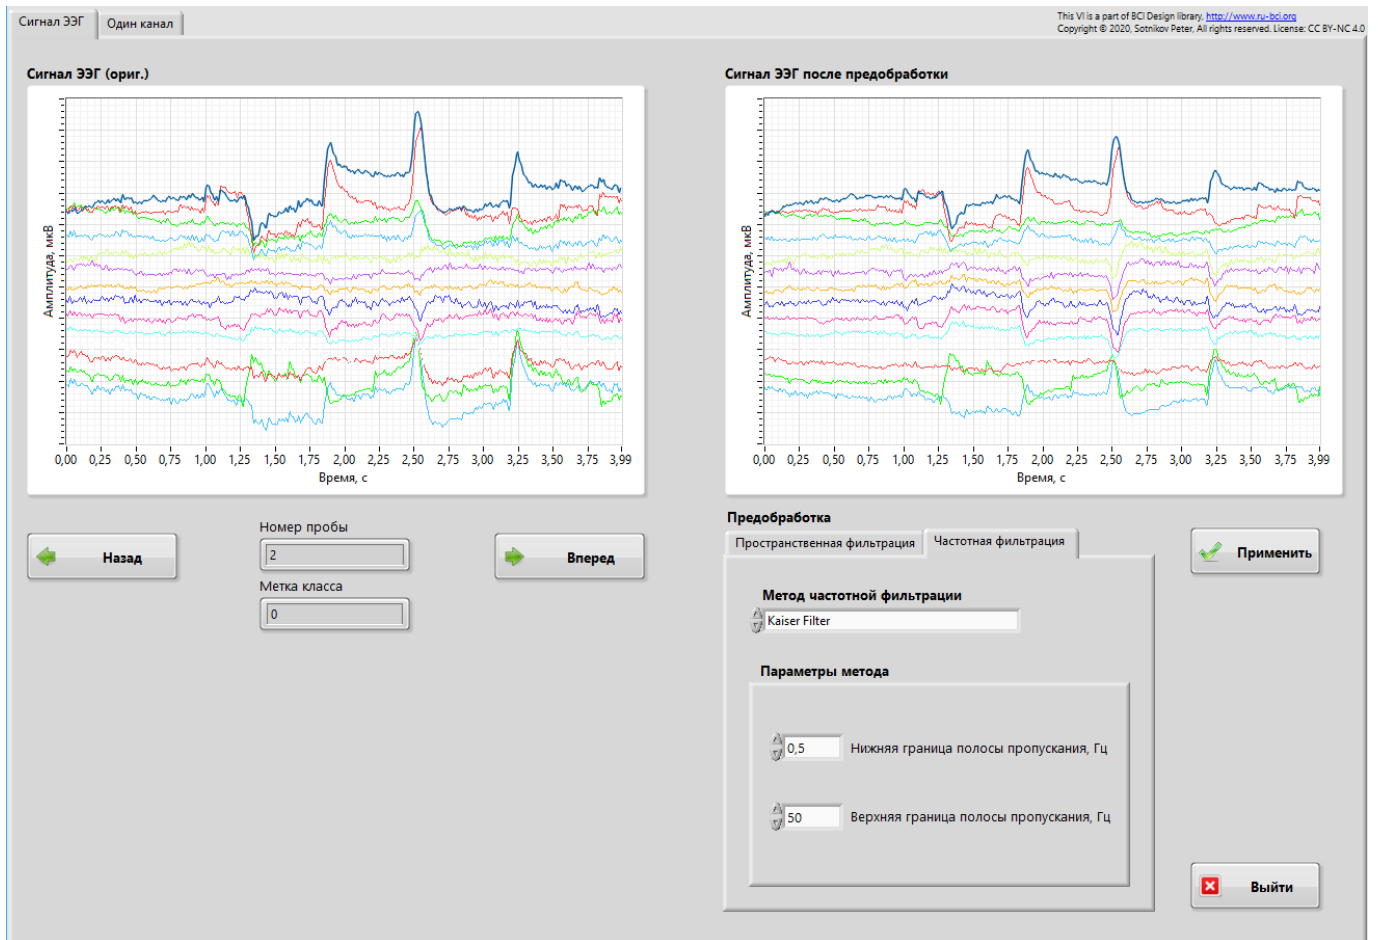 Сигнал ЭЭГ
Один канал
This VI is a part of BCI Design library, http://www.ru-bci.org
Copyright © 2020, Sotnikov Peter, All rights reserved. License: CC BY-NC 4.0
Сигнал ЭЭГ (ориг.)
Амплитуда, мкВ
0,00 0,25 0,50 0,75 1,00 1,25 1,50 1,75 2,00 2,25 2,50 2,75 3,00 3,25 3,50 3,75 3,99
Время, с
Сигнал ЭЭГ после предобработки
Амплитуда, мкВ
0,00 0,25 0,50 0,75 1,00 1,25 1,50 1,75 2,00 2,25 2,50 2,75 3,00 3,25 3,50 3,75 3,99
Время, с
Назад
Номер пробы
2
Метка класса
0
Вперед
Предобработка
Пространственная фильтрация
Частотная фильтрация
Метод частотной фильтрации
Kaiser Filter
Параметры метода
0,5 Нижняя граница полосы пропускания, Гц
50 Верхняя граница полосы пропускания, Гц
Применить
Выйти